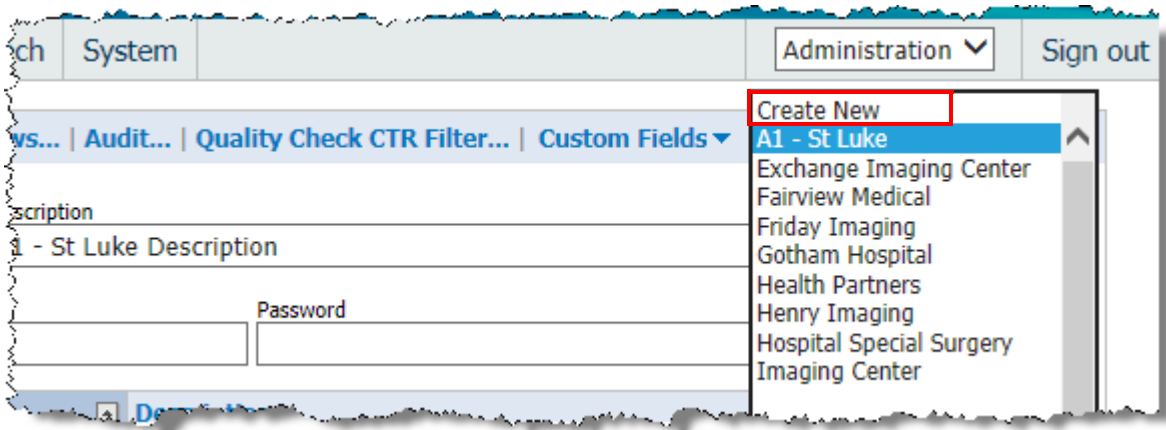 ch System Administration Sign out
ws... | Audit... | Quality Check CTR Filter... | Custom Fields
Create New
A1 - St Luke
Exchange Imaging Center
Fairview Medical
Friday Imaging
Gotham Hospital
Health Partners
Henry Imaging
Hospital Special Surgery
Imaging Center
scription
1 - St Luke Description
Password